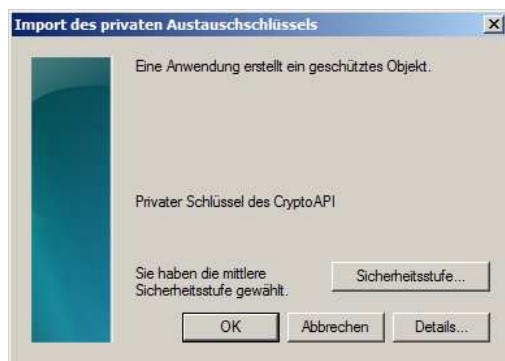 Import des privaten Austauschschlüssels
Eine Anwendung erstellt ein geschütztes Objekt.
Privater Schlüssel des CryptoAPI
Sie haben die mittlere
Sicherheitsstufe gewählt.
Sicherheitsstufe...
OK
Abbrechen
Details...